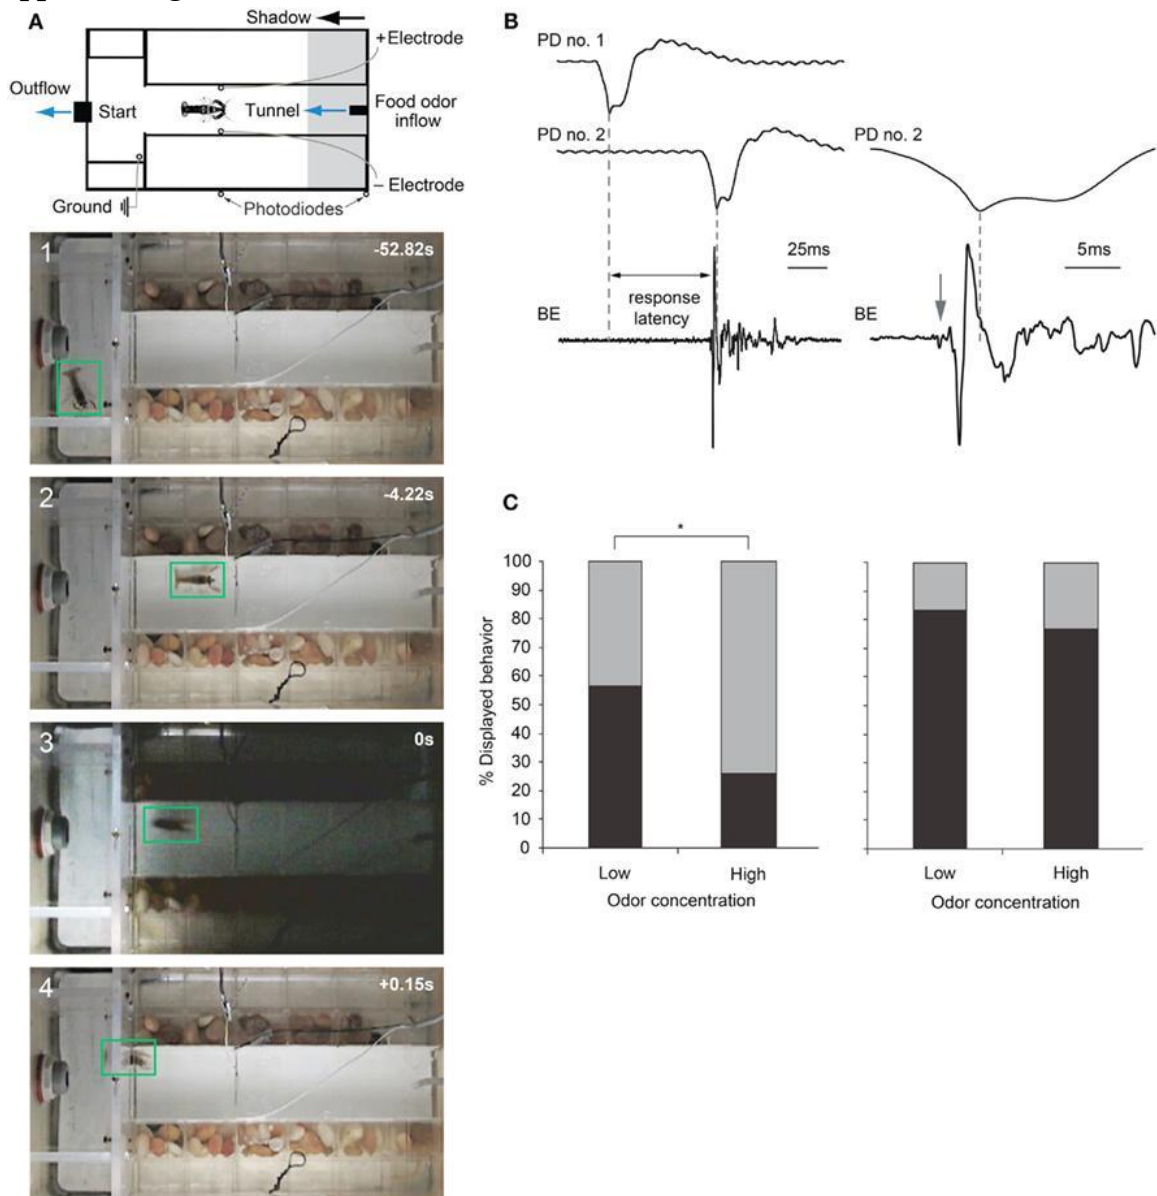 A
Shadow
+Electrode
Outflow
Start
Tunnel
Food odor
inflow
– Electrode
Ground
Photodiodes
1
-52.82s
2
-4.22s
3
0s
4
+0.15s
B
PD no. 1
PD no. 2
PD no. 2
25ms
5ms
response
latency
BE
BE
C
*
100
90
80
70
60
50
40
30
20
10
0
% Displayed behavior
Low
High
Odor concentration
Low
High
Odor concentration